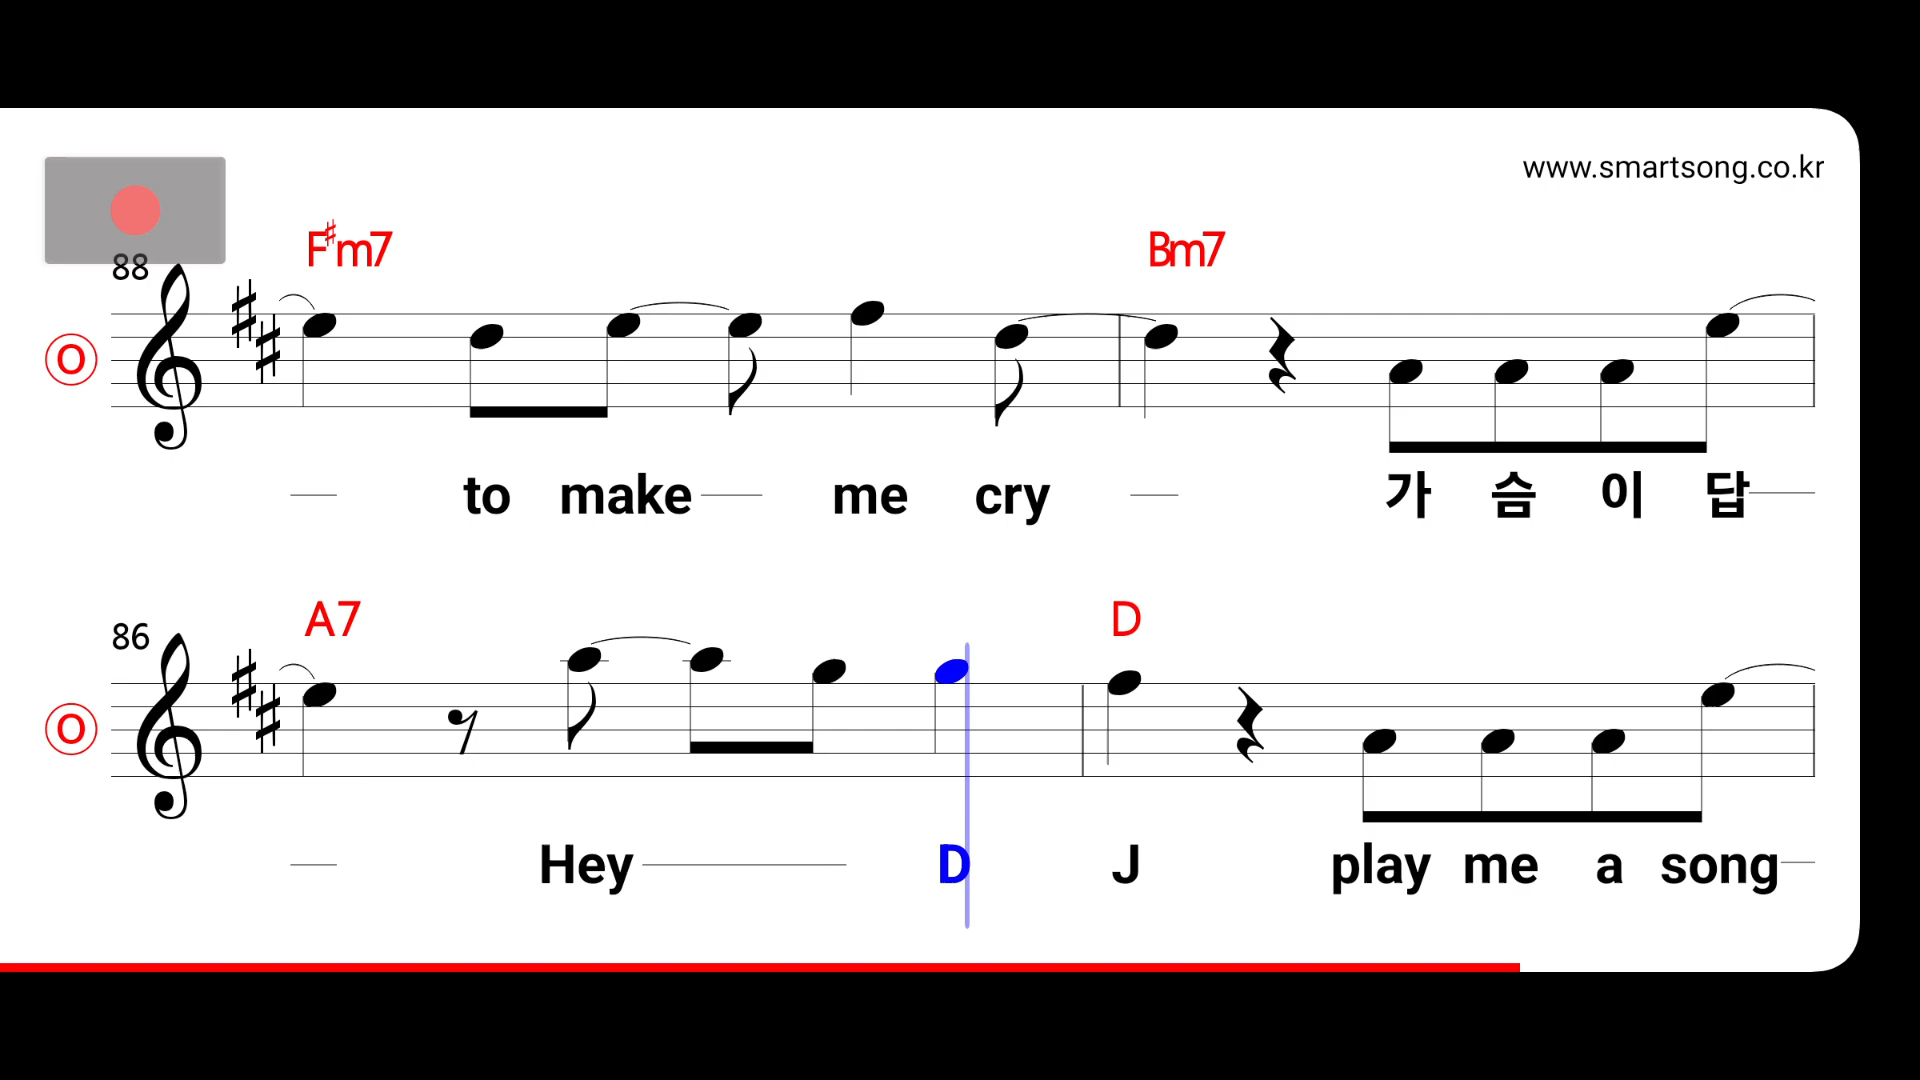 www.smartsong.co.kr
F♯m7 Bm7
88
O
to make me cry 가 슴 이 답
A7 D
86
O
Hey D J play me a song